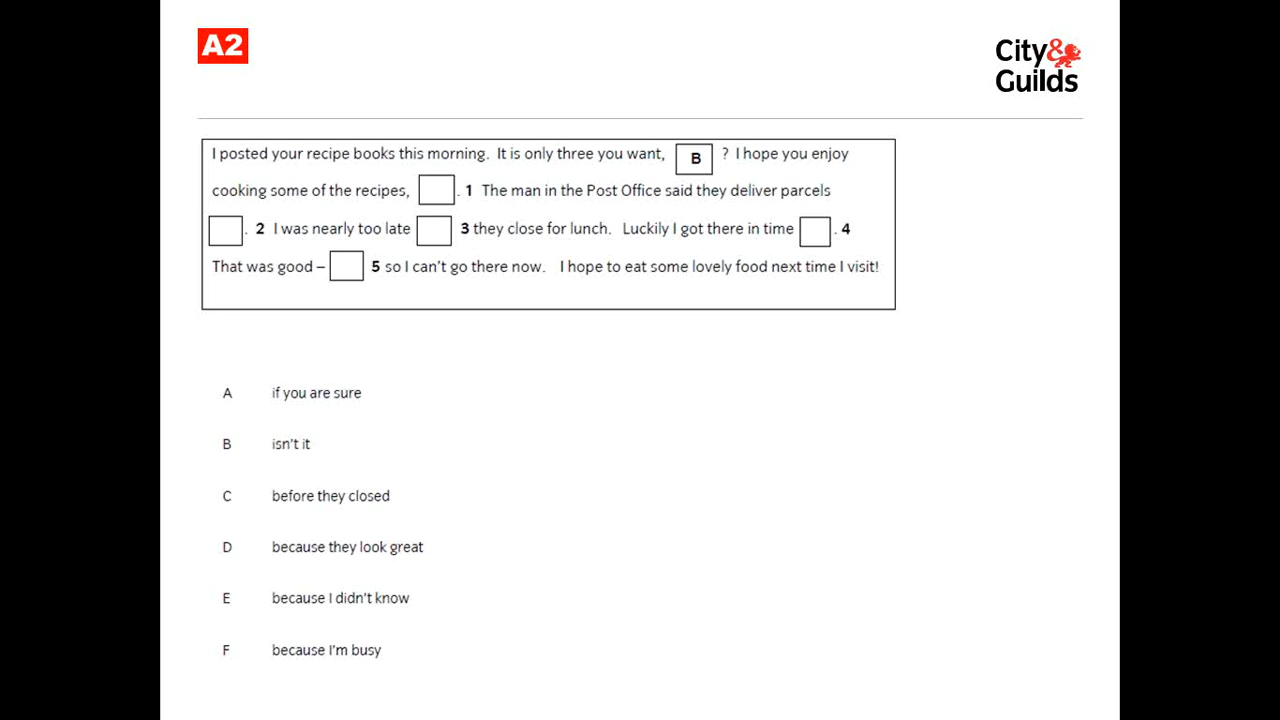 A2
City&
Guilds
I posted your recipe books this morning. It is only three you want, B ? I hope you enjoy
cooking some of the recipes, . 1 The man in the Post Office said they deliver parcels
. 2 I was nearly too late 3 they close for lunch. Luckily I got there in time . 4
That was good – 5 so I can't go there now. I hope to eat some lovely food next time I visit!
A if you are sure
B isn't it
C before they closed
D because they look great
E because I didn't know
F because I'm busy